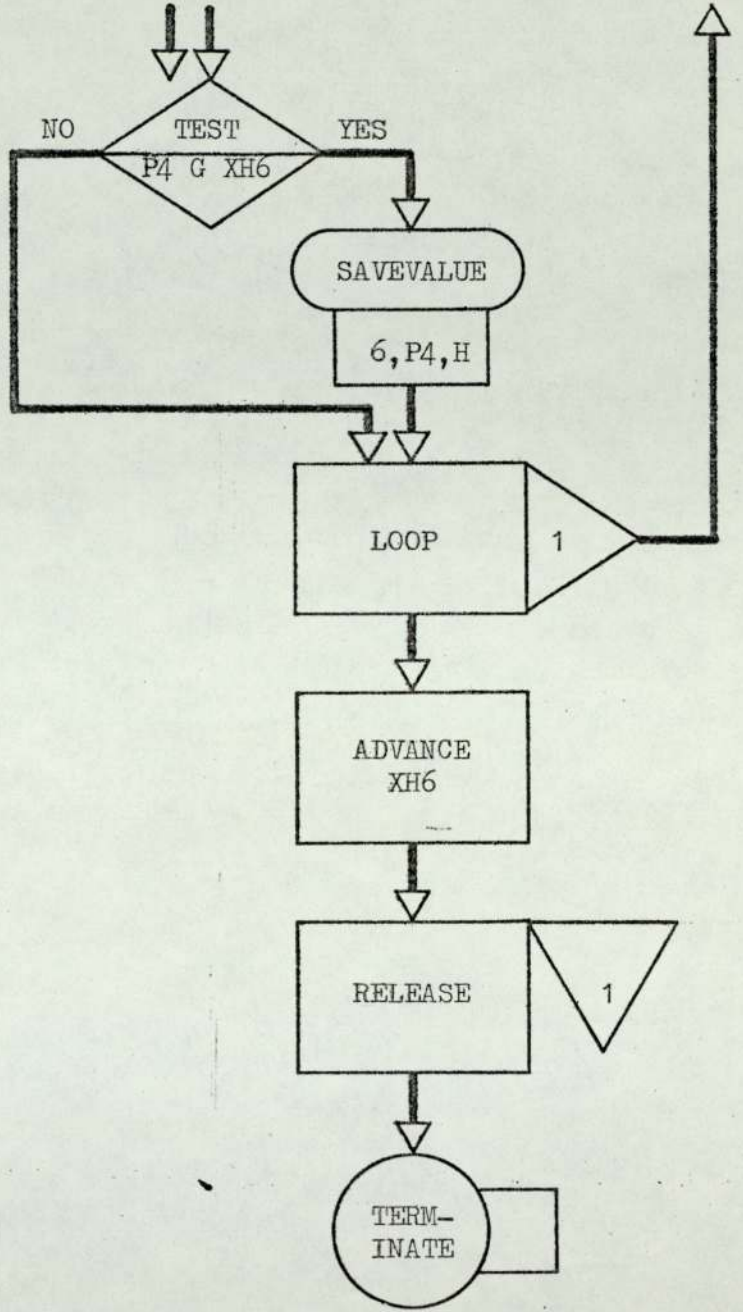 NO
TEST
YES
P4 G XH6
SAVEVALUE
6,P4,H
LOOP
1
ADVANCE
XH6
RELEASE
1
TERM-
INATE